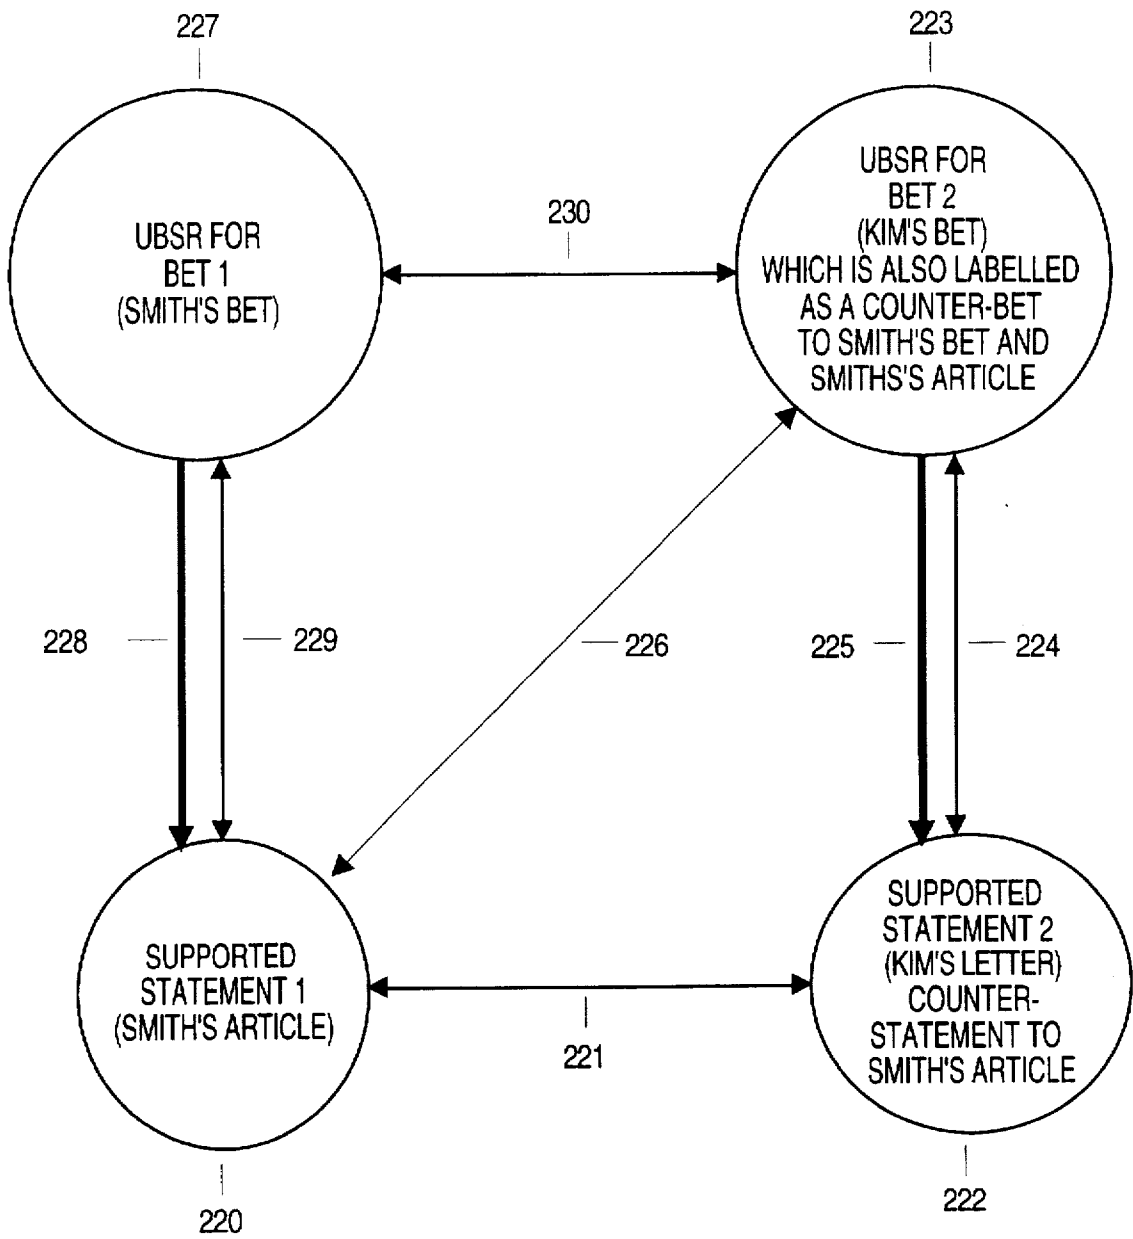 227
223
UBSR FOR
BET 1
(SMITH'S BET)
230
UBSR FOR
BET 2
(KIM'S BET)
WHICH IS ALSO LABELLED
AS A COUNTER-BET
TO SMITH'S BET AND
SMITHS'S ARTICLE
228
229
226
225
224
SUPPORTED
STATEMENT 1
(SMITH'S ARTICLE)
221
SUPPORTED
STATEMENT 2
(KIM'S LETTER)
COUNTER-
STATEMENT TO
SMITH'S ARTICLE
220
222